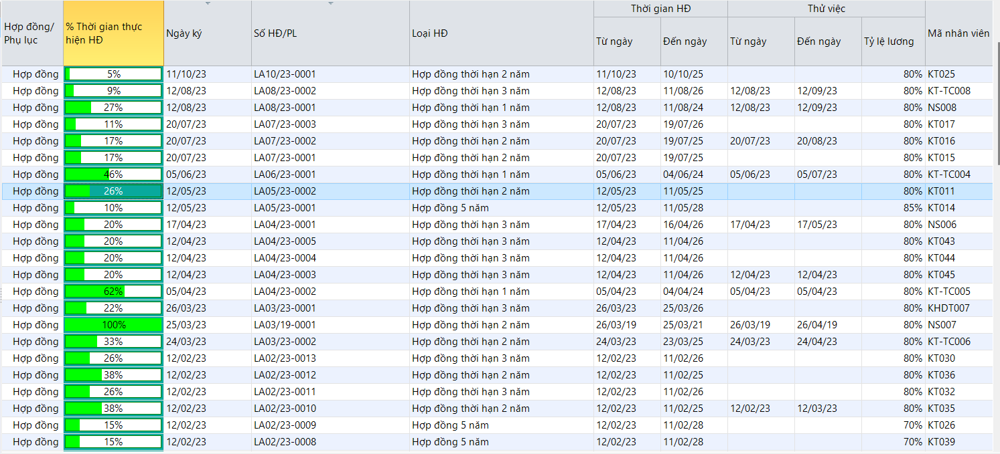 Thời gian HĐ Thử việc
Hợp đồng/ Phụ lục % Thời gian thực hiện HĐ Ngày ký Số HĐ/PL Loại HĐ Từ ngày Đến ngày Từ ngày Đến ngày Tỷ lệ lương Mã nhân viên
Hợp đồng 5% 11/10/23 LA10/23-0001 Hợp đồng thời hạn 2 năm 11/10/23 10/10/25 80% KT025
Hợp đồng 9% 12/08/23 LA08/23-0002 Hợp đồng thời hạn 3 năm 12/08/23 11/08/26 12/08/23 12/09/23 80% KT-TC008
Hợp đồng 27% 12/08/23 LA08/23-0001 Hợp đồng thời hạn 1 năm 12/08/23 11/08/24 12/08/23 12/09/23 80% NS008
Hợp đồng 11% 20/07/23 LA07/23-0003 Hợp đồng thời hạn 3 năm 20/07/23 19/07/26 80% KT017
Hợp đồng 17% 20/07/23 LA07/23-0002 Hợp đồng thời hạn 2 năm 20/07/23 19/07/25 20/07/23 20/08/23 80% KT016
Hợp đồng 17% 20/07/23 LA07/23-0001 Hợp đồng thời hạn 2 năm 20/07/23 19/07/25 80% KT015
Hợp đồng 46% 05/06/23 LA06/23-0001 Hợp đồng thời hạn 1 năm 05/06/23 04/06/24 05/06/23 05/07/23 80% KT-TC004
Hợp đồng 26% 12/05/23 LA05/23-0002 Hợp đồng thời hạn 2 năm 12/05/23 11/05/25 80% KT011
Hợp đồng 10% 12/05/23 LA05/23-0001 Hợp đồng 5 năm 12/05/23 11/05/28 85% KT014
Hợp đồng 20% 17/04/23 LA04/23-0001 Hợp đồng thời hạn 3 năm 17/04/23 16/04/26 17/04/23 17/05/23 80% NS006
Hợp đồng 20% 12/04/23 LA04/23-0005 Hợp đồng thời hạn 3 năm 12/04/23 11/04/26 80% KT043
Hợp đồng 20% 12/04/23 LA04/23-0004 Hợp đồng thời hạn 3 năm 12/04/23 11/04/26 80% KT044
Hợp đồng 20% 12/04/23 LA04/23-0003 Hợp đồng thời hạn 3 năm 12/04/23 11/04/26 12/04/23 12/04/23 80% KT045
Hợp đồng 62% 05/04/23 LA04/23-0002 Hợp đồng thời hạn 1 năm 05/04/23 04/04/24 05/04/23 05/04/23 80% KT-TC005
Hợp đồng 22% 26/03/23 LA03/23-0001 Hợp đồng thời hạn 3 năm 26/03/23 25/03/26 80% KHDT007
Hợp đồng 100% 25/03/23 LA03/19-0001 Hợp đồng thời hạn 2 năm 26/03/19 25/03/21 26/03/19 26/04/19 80% NS007
Hợp đồng 33% 24/03/23 LA03/23-0002 Hợp đồng thời hạn 2 năm 24/03/23 23/03/25 24/03/23 24/04/23 80% KT-TC006
Hợp đồng 26% 12/02/23 LA02/23-0013 Hợp đồng thời hạn 3 năm 12/02/23 11/02/26 80% KT030
Hợp đồng 38% 12/02/23 LA02/23-0012 Hợp đồng thời hạn 2 năm 12/02/23 11/02/25 80% KT036
Hợp đồng 26% 12/02/23 LA02/23-0011 Hợp đồng thời hạn 3 năm 12/02/23 11/02/26 80% KT032
Hợp đồng 38% 12/02/23 LA02/23-0010 Hợp đồng thời hạn 2 năm 12/02/23 11/02/25 12/02/23 12/03/23 80% KT035
Hợp đồng 15% 12/02/23 LA02/23-0009 Hợp đồng 5 năm 12/02/23 11/02/28 70% KT026
Hợp đồng 15% 12/02/23 LA02/23-0008 Hợp đồng 5 năm 12/02/23 11/02/28 70% KT039